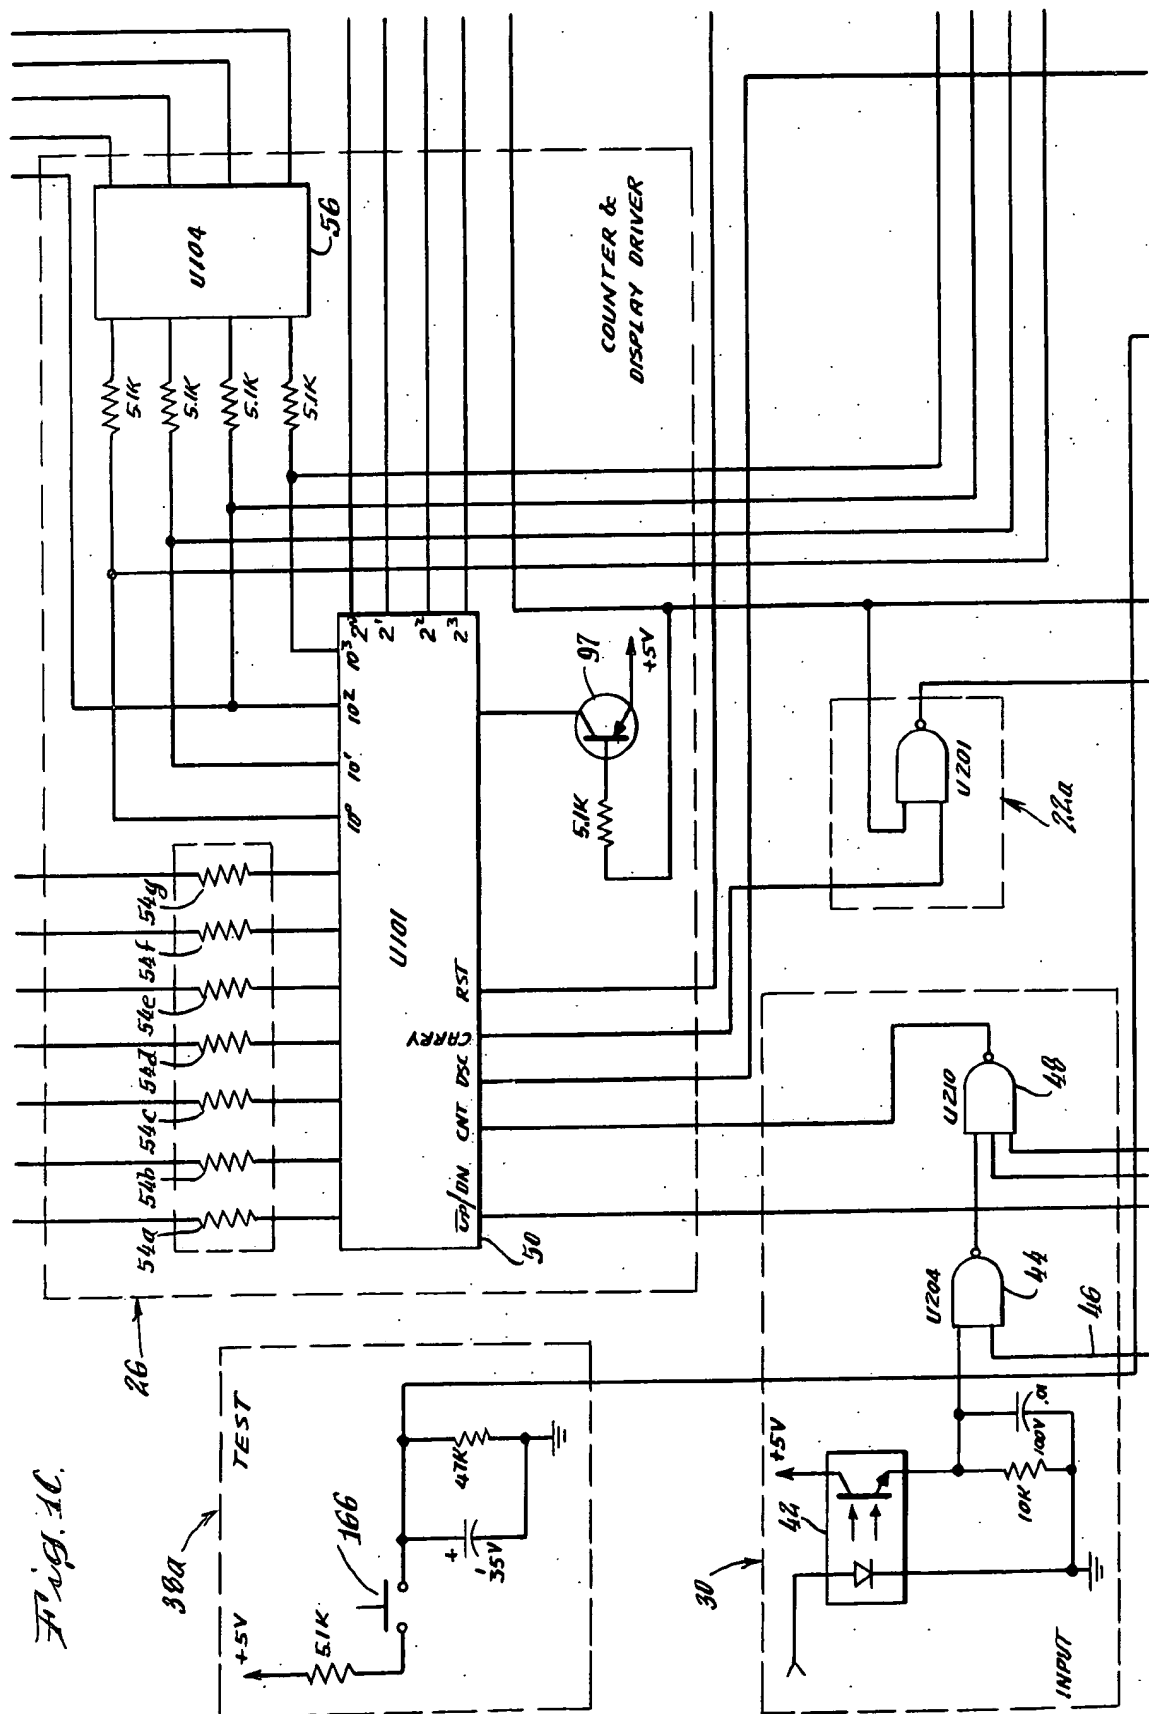 Fig. 1C.
26
54a
54b
54c
54d
54e
54f
54g
U104
56
5.1K
5.1K
5.1K
5.1K
10⁰
10¹
10²
10³
2⁰
2¹
2²
2³
U101
UP/DN
CNT
DSC
CARRY
RST
50
5.1K
97
+5V
COUNTER &
DISPLAY DRIVER
38a
TEST
+5V
5.1K
166
+
1
35V
47K
30
INPUT
42
+5V
10K
100V
.01
U204
44
46
U210
48
U201
22a